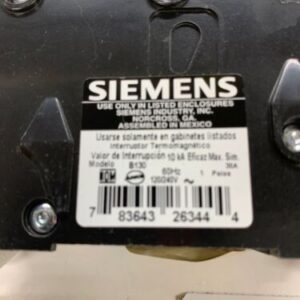 SIEMENS
USE ONLY IN LISTED ENCLOSURES
SIEMENS INDUSTRY, INC.
NORCROSS, GA.
ASSEMBLED IN MEXICO
Usarse solamente en gabinetes listados
Interruptor Termomagnético
Valor de Interrupción 10 kA Eficaz Max. Sim.
Modelo B130 30A
60Hz 1 Polos
120/240V
7 83643 26344 4